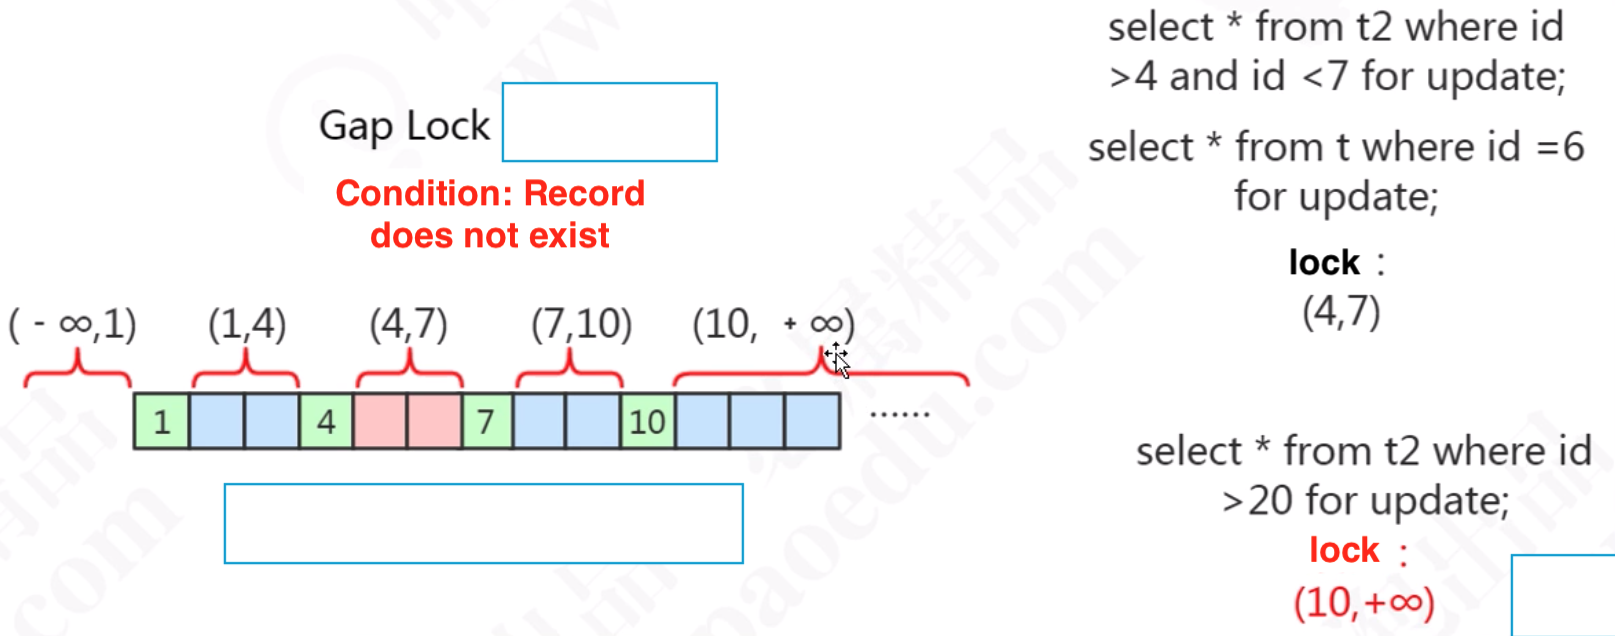 Gap Lock
Condition: Record
does not exist
( - ∞,1)
(1,4)
(4,7)
(7,10)
(10, + ∞)
1
4
7
10
......
select * from t2 where id
>4 and id <7 for update;
select * from t where id =6
for update;
lock :
(4,7)
select * from t2 where id
>20 for update;
lock :
(10,+∞)